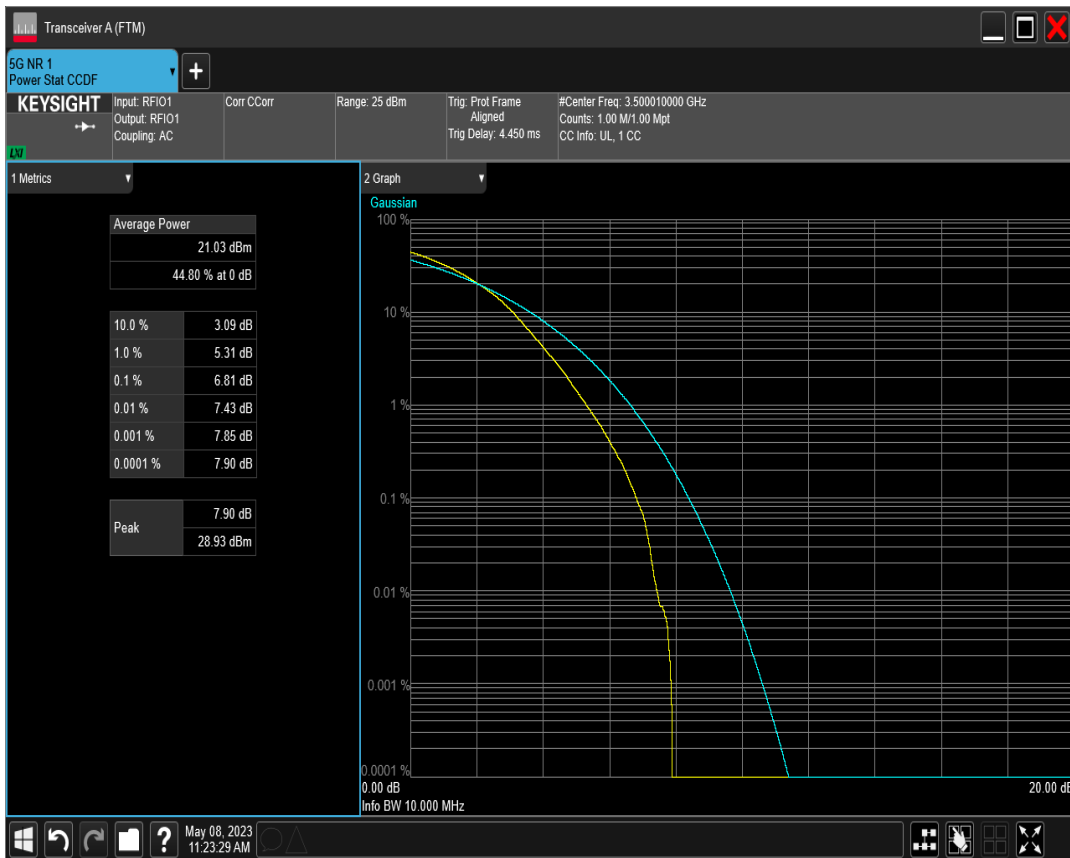 Transceiver A (FTM)
5G NR 1
Power Stat CCDF
KEYSIGHT
LXI
Input: RFIO1
Output: RFIO1
Coupling: AC
Corr CCorr
Range: 25 dBm
Trig: Prot Frame
Aligned
Trig Delay: 4.450 ms
#Center Freq: 3.500010000 GHz
Counts: 1.00 M/1.00 Mpt
CC Info: UL, 1 CC
1 Metrics
Average Power
21.03 dBm
44.80 % at 0 dB
10.0 % 3.09 dB
1.0 % 5.31 dB
0.1 % 6.81 dB
0.01 % 7.43 dB
0.001 % 7.85 dB
0.0001 % 7.90 dB
Peak
7.90 dB
28.93 dBm
2 Graph
Gaussian
100 %
10 %
1 %
0.1 %
0.01 %
0.001 %
0.0001 %
0.00 dB 20.00 dB
Info BW 10.000 MHz
?
May 08, 2023
11:23:29 AM